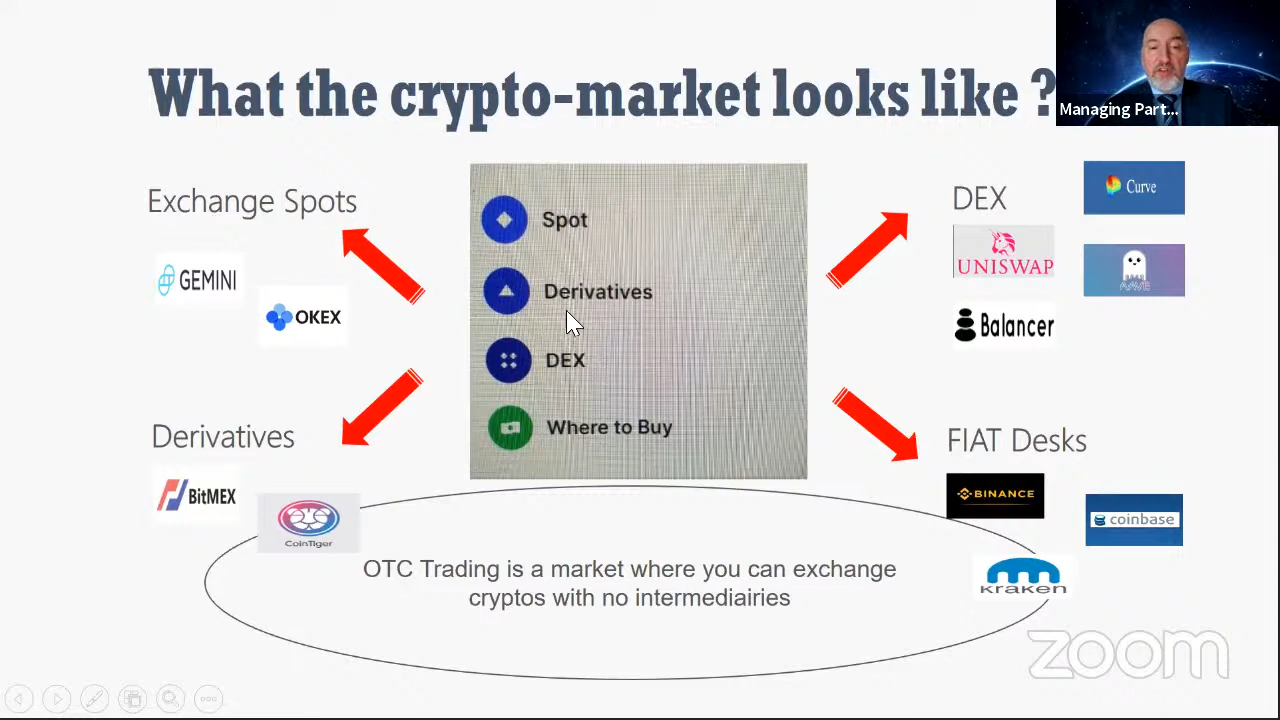 What the crypto-market looks like ?
Managing Part...
Exchange Spots
GEMINI
OKEX
Spot
Derivatives
DEX
Where to Buy
DEX
Curve
UNISWAP
AAVE
Balancer
Derivatives
BitMEX
CoinTiger
FIAT Desks
BINANCE
coinbase
kraken
OTC Trading is a market where you can exchange
cryptos with no intermediairies
zoom